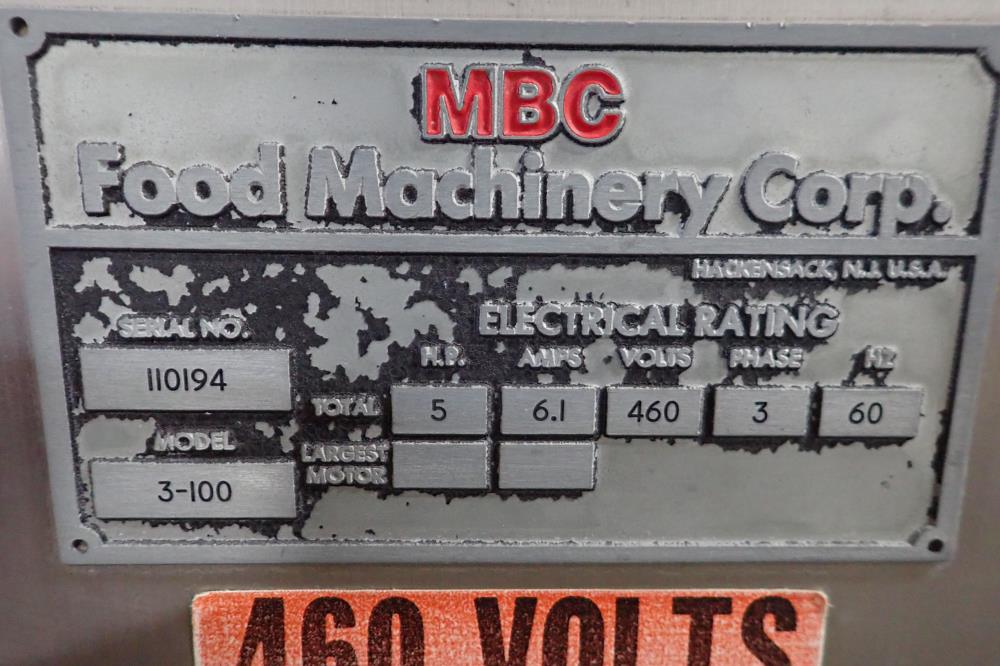 MBC
Food Machinery Corp.
HACKENSACK, N.J. U.S.A.
SERIAL NO.
110194
MODEL
3-100
ELECTRICAL RATING
H.P. AMPS VOLTS PHASE HZ
TOTAL 5 6.1 460 3 60
LARGEST
MOTOR
460 VOLTS